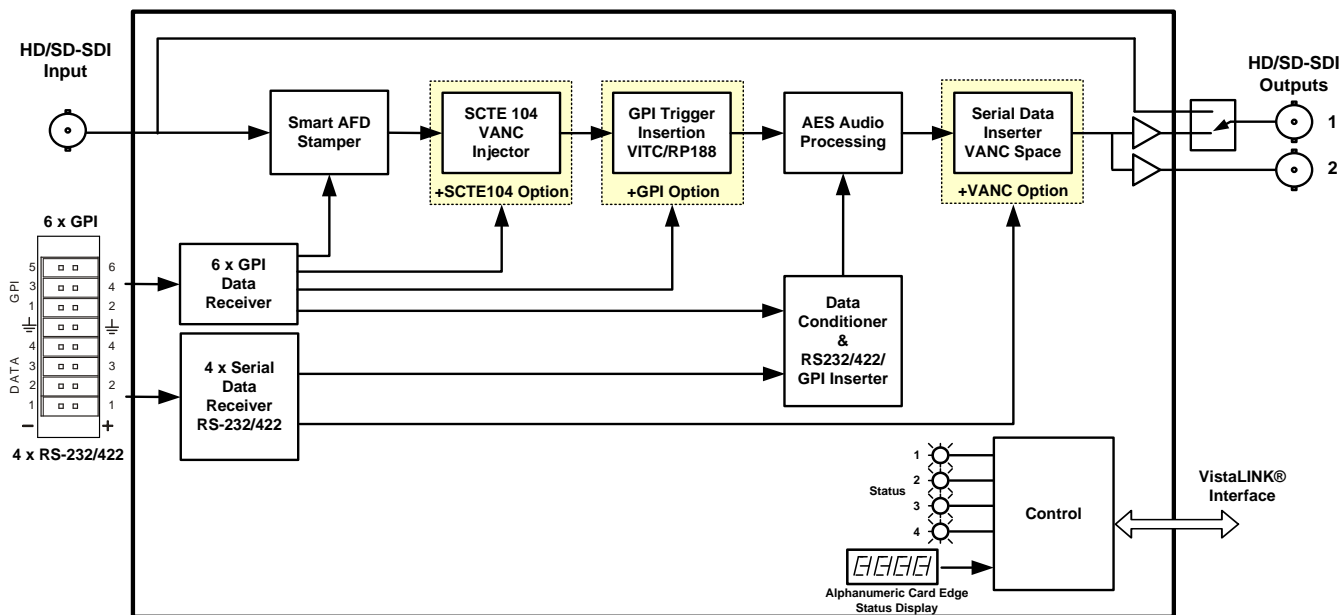 HD/SD-SDI
Input
Smart AFD
Stamper
SCTE 104
VANC
Injector
+SCTE104 Option
GPI Trigger
Insertion
VITC/RP188
+GPI Option
AES Audio
Processing
Serial Data
Inserter
VANC Space
+VANC Option
HD/SD-SDI
Outputs
1
2
6 x GPI
GPI
5 6
3 4
1 2
DATA
4 4
3 3
2 2
1 1
– +
4 x RS-232/422
6 x GPI
Data
Receiver
4 x Serial
Data
Receiver
RS-232/422
Data
Conditioner
&
RS232/422/
GPI Inserter
Status
1
2
3
4
Control
VistaLINK®
Interface
Alphanumeric Card Edge
Status Display